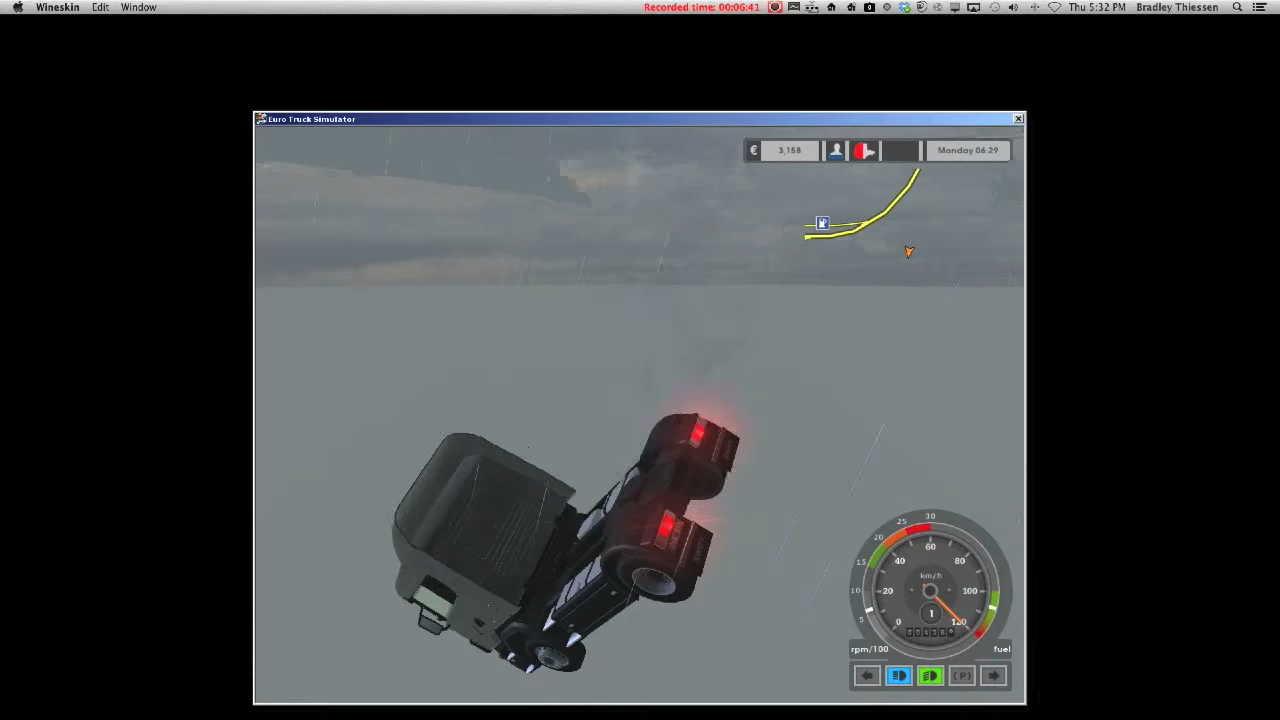 Wineskin Edit Window Recorded time: 00:06:41 Thu 5:32 PM Bradley Thiessen
Euro Truck Simulator
€ 3,158 Monday 06:29
30
25
20 60
15 40 80
km/h
10 20 100
5 0 1 120
rpm/100 fuel
(P)